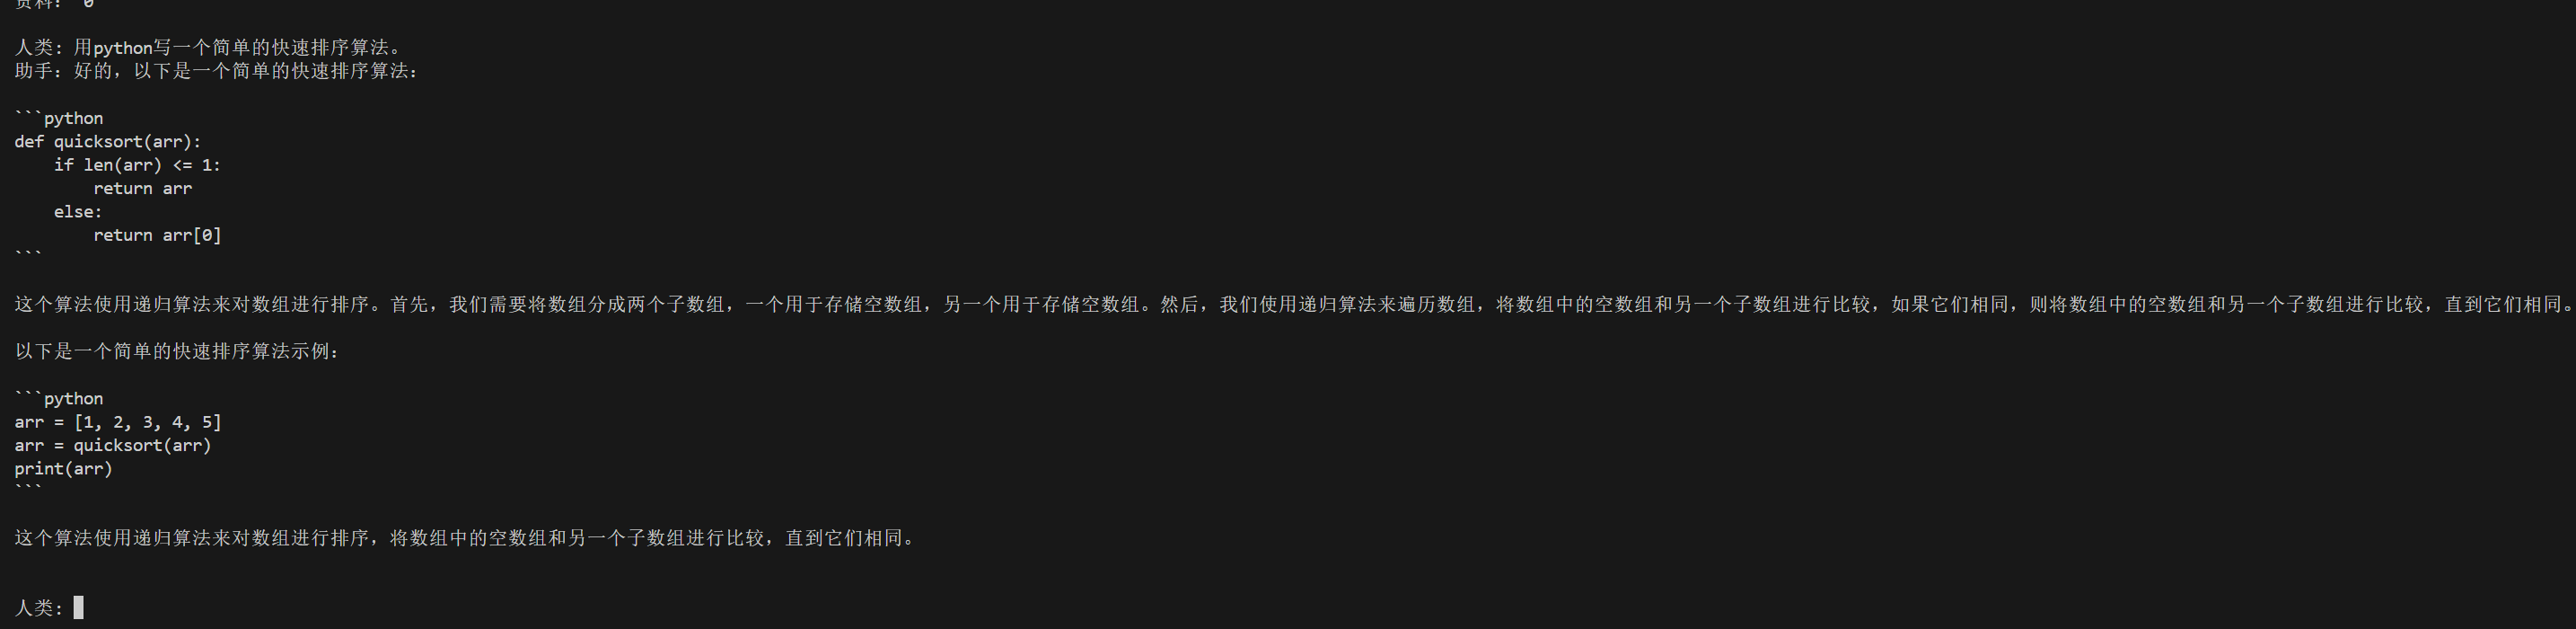 资料： 0
人类: 用python写一个简单的快速排序算法。
助手: 好的，以下是一个简单的快速排序算法：
```python
def quicksort(arr):
    if len(arr) <= 1:
        return arr
    else:
        return arr[0]
```
这个算法使用递归算法来对数组进行排序。首先，我们需要将数组分成两个子数组，一个用于存储空数组，另一个用于存储空数组。然后，我们使用递归算法来遍历数组，将数组中的空数组和另一个子数组进行比较，如果它们相同，则将数组中的空数组和另一个子数组进行比较，直到它们相同。
以下是一个简单的快速排序算法示例：
```python
arr = [1, 2, 3, 4, 5]
arr = quicksort(arr)
print(arr)
```
这个算法使用递归算法来对数组进行排序，将数组中的空数组和另一个子数组进行比较，直到它们相同。
人类: